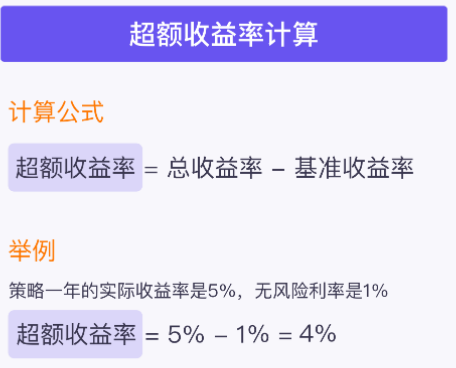 超额收益率计算
计算公式
超额收益率 = 总收益率 - 基准收益率
举例
策略一年的实际收益率是5%，无风险利率是1%
超额收益率 = 5% - 1% = 4%